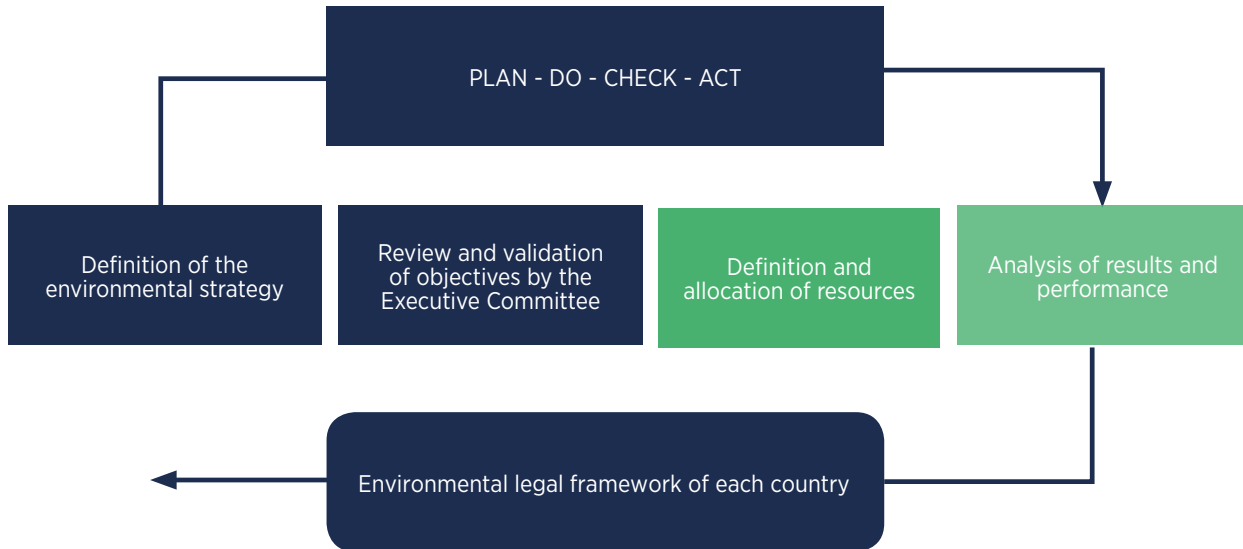 PLAN - DO - CHECK - ACT
Definition of the
environmental strategy
Review and validation
of objectives by the
Executive Committee
Definition and
allocation of resources
Analysis of results and
performance
Environmental legal framework of each country